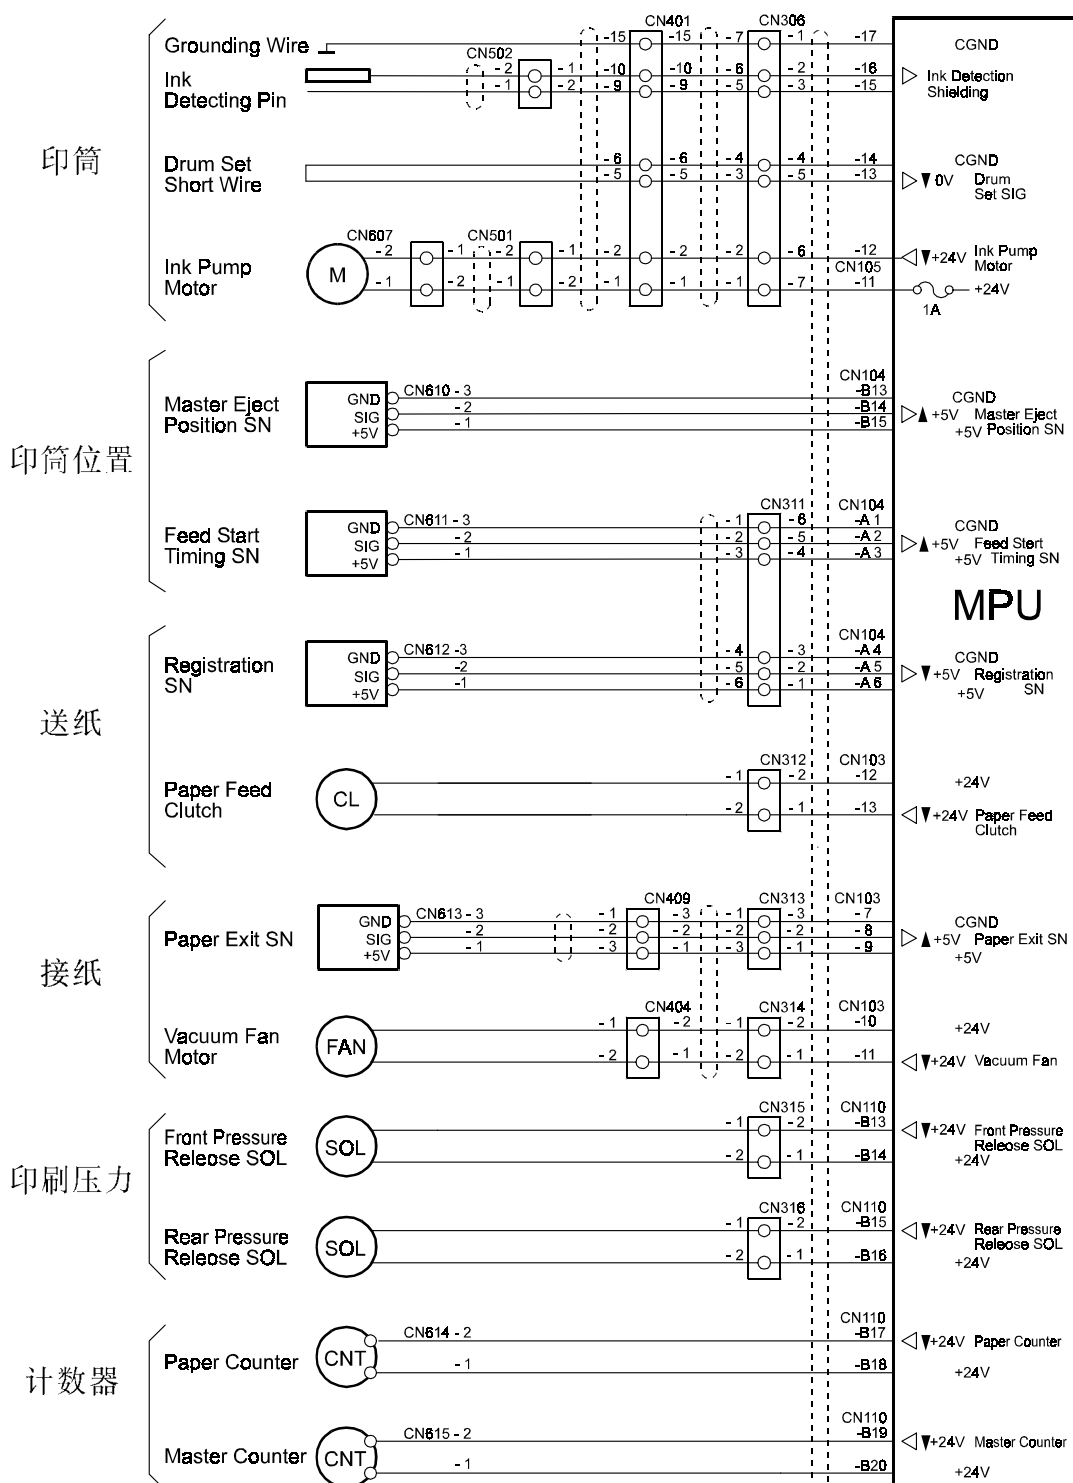 CN401 CN306
Grounding Wire -15 -15 -7 -1 -17 CGND
CN502
Ink -2 -1 -10 -10 -6 -2 -16 Ink Detection
Detecting Pin -1 -2 -9 -9 -5 -3 -15 Shielding
印筒
Drum Set -6 -6 -4 -4 -14 CGND
Short Wire -5 -5 -3 -5 -13 0V Drum
Set SIG
CN607 CN501
-2 -1 -2 -1 -2 -2 -2 -6 -12 +24V Ink Pump
Ink Pump M CN105 Motor
Motor -1 -2 -1 -2 -1 -1 -1 -7 -11 +24V
1A
CN104
GND CN610 -3 -B13 CGND
Master Eject SIG -2 -B14 +5V Master Eject
Position SN +5V -1 -B15 +5V Position SN
印筒位置
CN311 CN104
GND CN611 -3 -1 -6 -A1 CGND
Feed Start SIG -2 -2 -5 -A2 +5V Feed Start
Timing SN +5V -1 -3 -4 -A3 +5V Timing SN
MPU
CN104
GND CN612 -3 -4 -3 -A4 CGND
Registration SIG -2 -5 -2 -A5 +5V Registration
SN +5V -1 -6 -1 -A6 +5V SN
送纸
CN312 CN103
-1 -2 -12 +24V
Paper Feed CL
Clutch -2 -1 -13 +24V Paper Feed
Clutch
CN409 CN313 CN103
GND CN613 -3 -1 -3 -1 -3 -7 CGND
Paper Exit SN SIG -2 -2 -2 -2 -2 -8 +5V Paper Exit SN
+5V -1 -3 -1 -3 -1 -9 +5V
接纸
CN404 CN314 CN103
-1 -2 -1 -2 -10 +24V
Vacuum Fan FAN
Motor -2 -1 -2 -1 -11 +24V Vacuum Fan
CN315 CN110
-1 -2 -B13 +24V Front Pressure
Front Pressure SOL Release SOL
Release SOL -2 -1 -B14 +24V
印刷压力
CN316 CN110
-1 -2 -B15 +24V Rear Pressure
Rear Pressure SOL Release SOL
Release SOL -2 -1 -B16 +24V
CN110
CN614 -2 -B17 +24V Paper Counter
Paper Counter CNT -1 -B18 +24V
计数器
CN110
CN615 -2 -B19 +24V Master Counter
Master Counter CNT -1 -B20 +24V